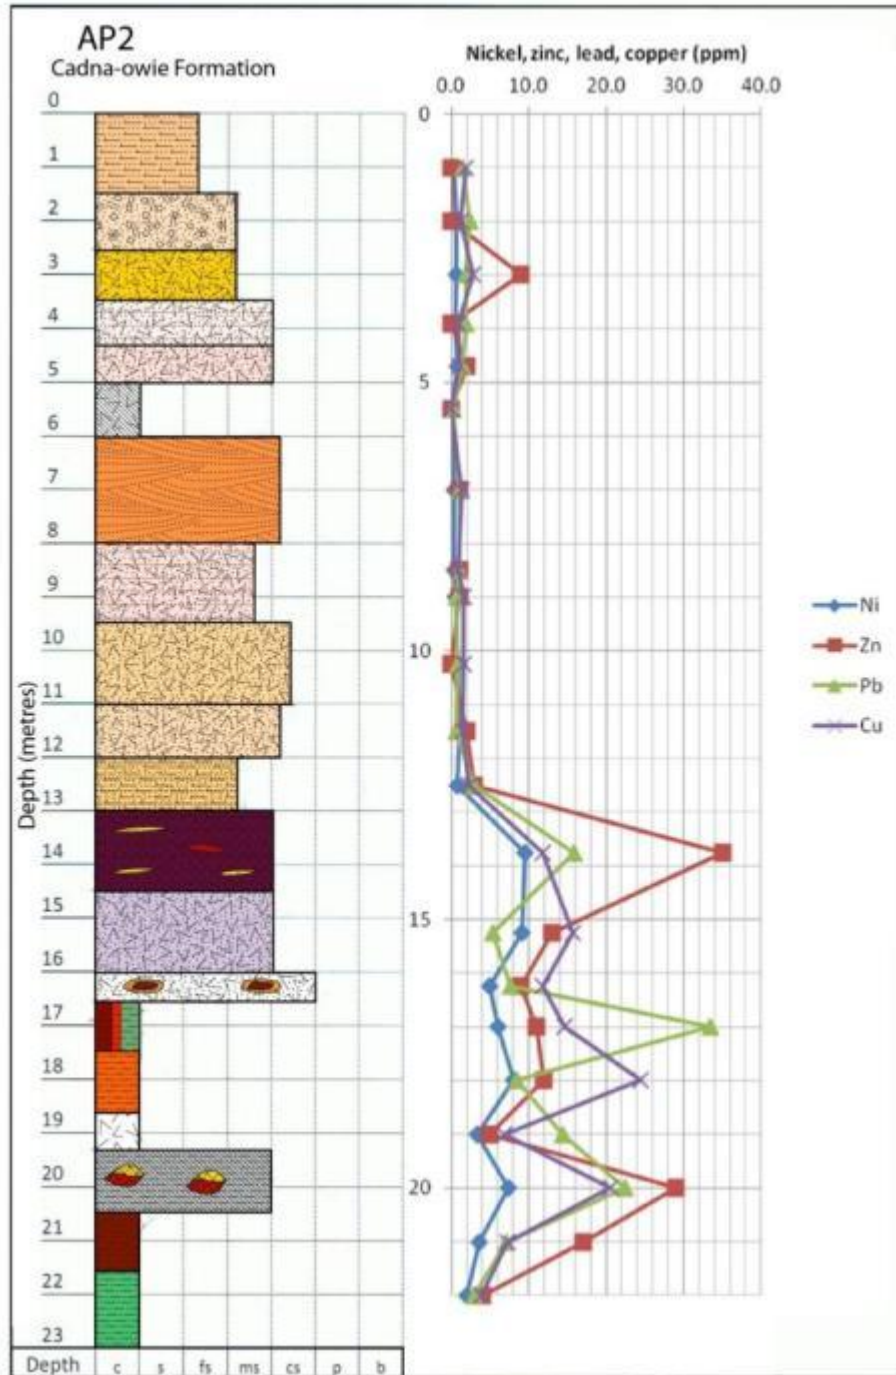 AP2
Cadna-owie Formation
Nickel, zinc, lead, copper (ppm)
0.0 10.0 20.0 30.0 40.0
0
1
2
3
4
5
6
7
8
9
10
11
12
13
14
15
16
17
18
19
20
21
22
23
Depth (metres)
Depth c s fs ms cs p b
0
5
10
15
20
Ni
Zn
Pb
Cu